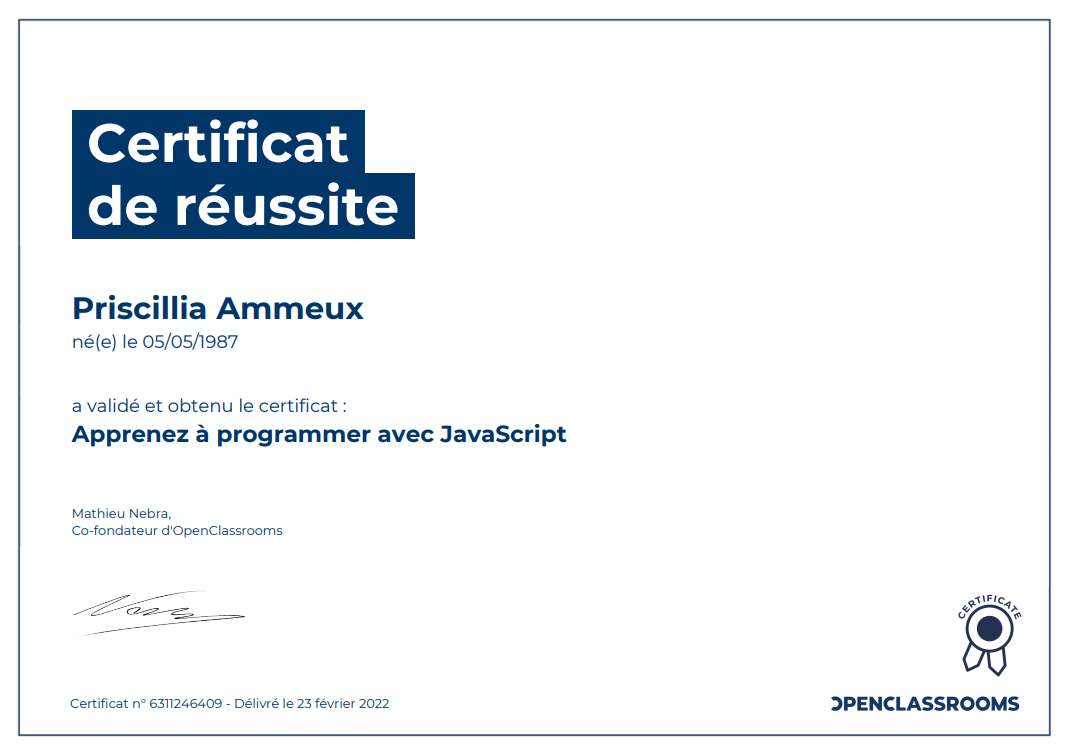 Certificat
de réussite
Priscillia Ammeux
né(e) le 05/05/1987
a validé et obtenu le certificat :
Apprenez à programmer avec JavaScript
Mathieu Nebra,
Co-fondateur d'OpenClassrooms
CERTIFICATE
Certificat n° 6311246409 - Délivré le 23 février 2022
OPENCLASSROOMS